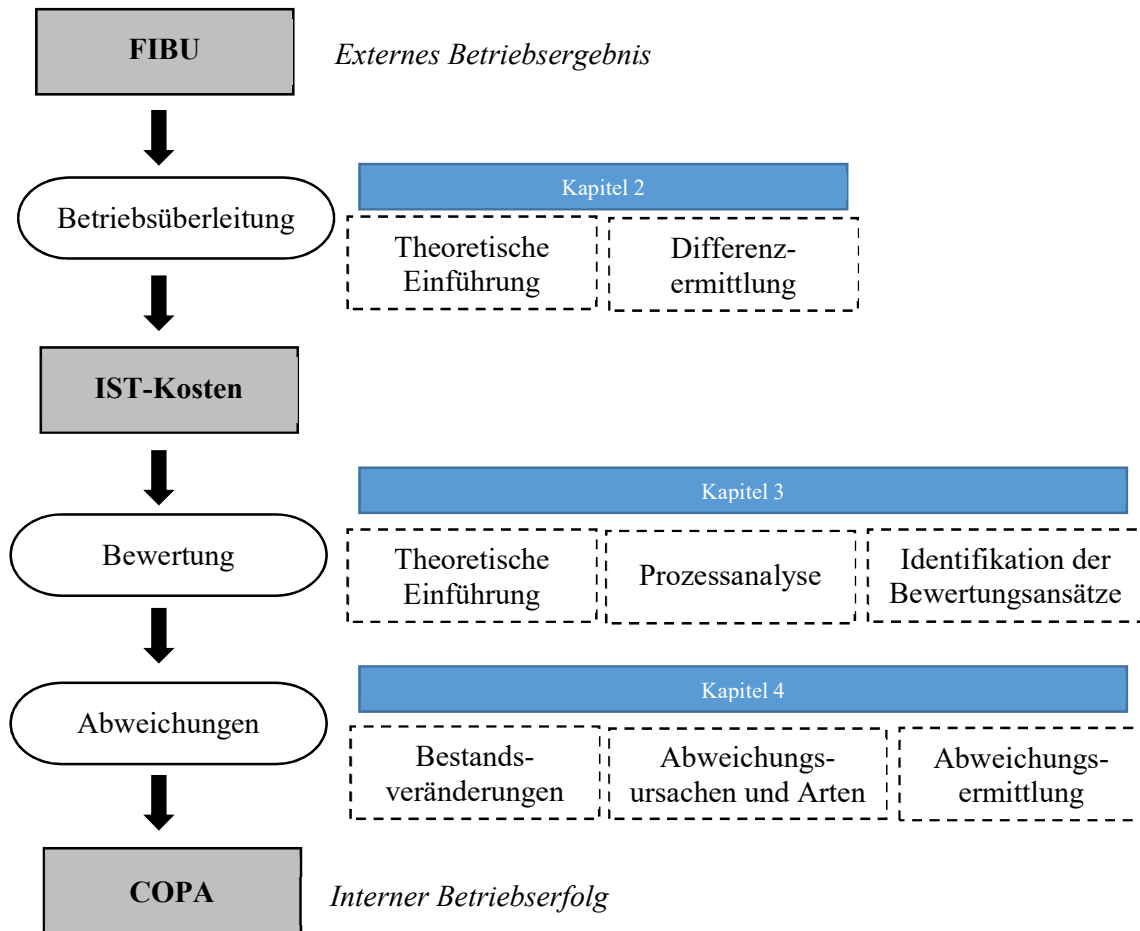 FIBU
Externes Betriebsergebnis
Betriebsüberleitung
Kapitel 2
Theoretische
Einführung
Differenz-
ermittlung
IST-Kosten
Kapitel 3
Bewertung
Theoretische
Einführung
Prozessanalyse
Identifikation der
Bewertungsansätze
Kapitel 4
Abweichungen
Bestands-
veränderungen
Abweichungs-
ursachen und Arten
Abweichungs-
ermittlung
COPA
Interner Betriebserfolg